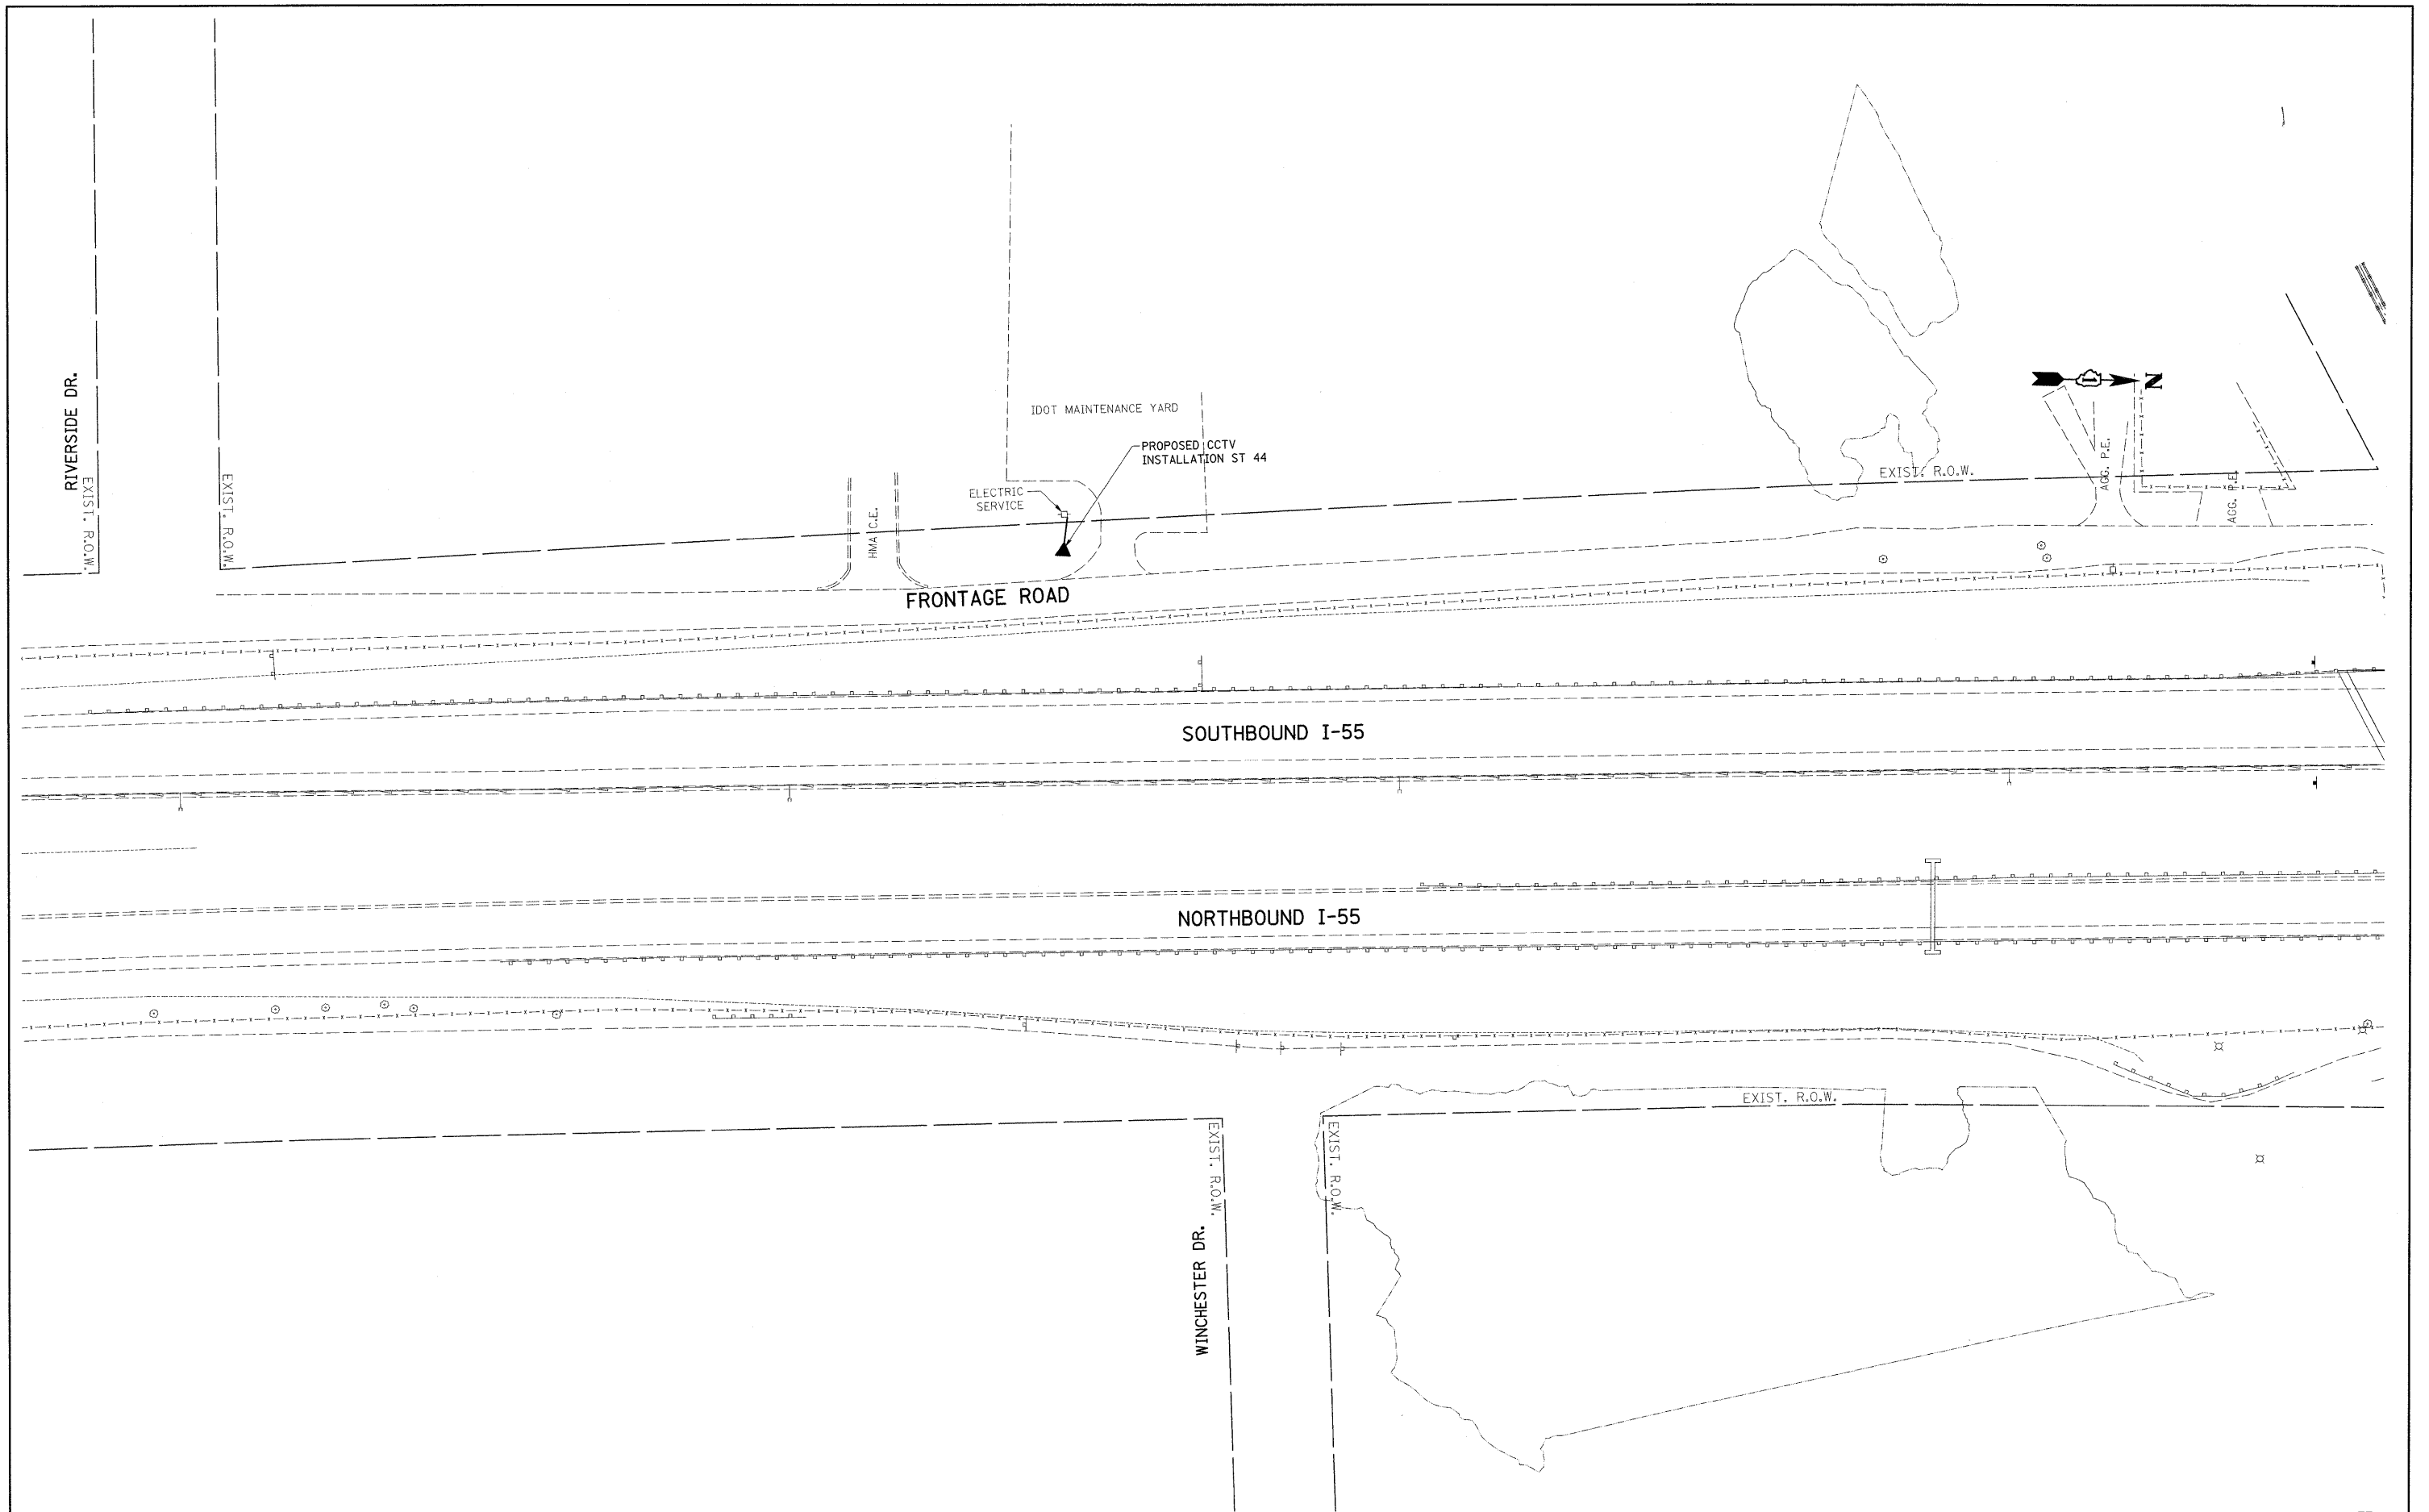 RIVERSIDE DR.
EXIST. R.O.W.
EXIST. R.O.W.
IDOT MAINTENANCE YARD
PROPOSED CCTV
INSTALLATION ST 44
ELECTRIC
SERVICE
HMA C.E.
EXIST. R.O.W.
N
AGG. P.E.
AGG. P.E.
FRONTAGE ROAD
SOUTHBOUND I-55
NORTHBOUND I-55
EXIST. R.O.W.
EXIST. R.O.W.
EXIST. R.O.W.
WINCHESTER DR.